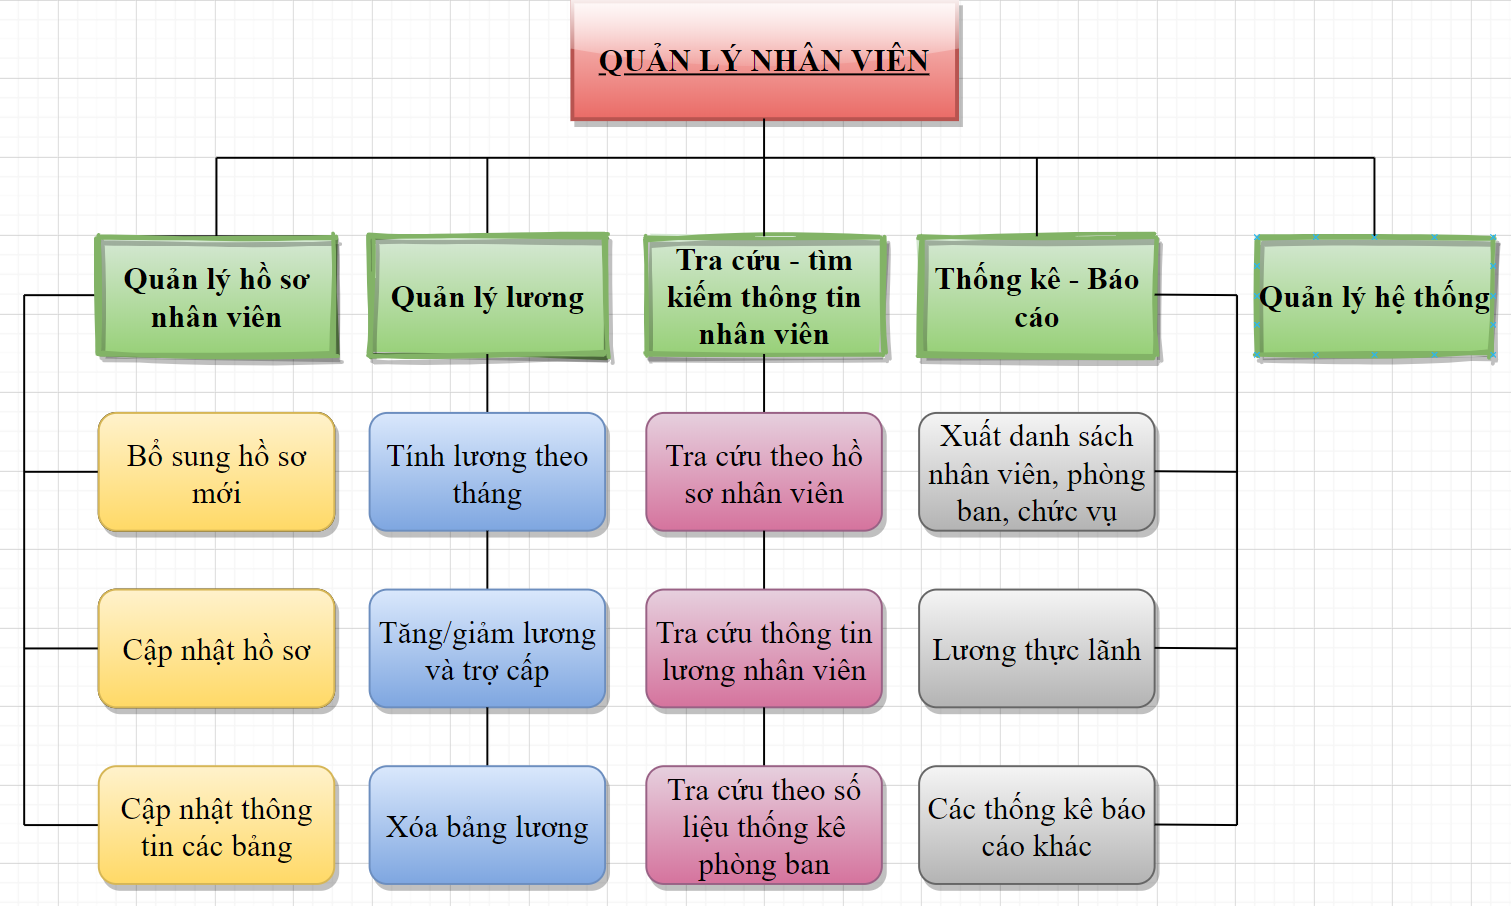 QUẢN LÝ NHÂN VIÊN
Quản lý hồ sơ
nhân viên
Quản lý lương
Tra cứu - tìm
kiếm thông tin
nhân viên
Thống kê - Báo
cáo
Quản lý hệ thống
Bổ sung hồ sơ
mới
Tính lương theo
tháng
Tra cứu theo hồ
sơ nhân viên
Xuất danh sách
nhân viên, phòng
ban, chức vụ
Cập nhật hồ sơ
Tăng/giảm lương
và trợ cấp
Tra cứu thông tin
lương nhân viên
Lương thực lãnh
Cập nhật thông
tin các bảng
Xóa bảng lương
Tra cứu theo số
liệu thống kê
phòng ban
Các thống kê báo
cáo khác